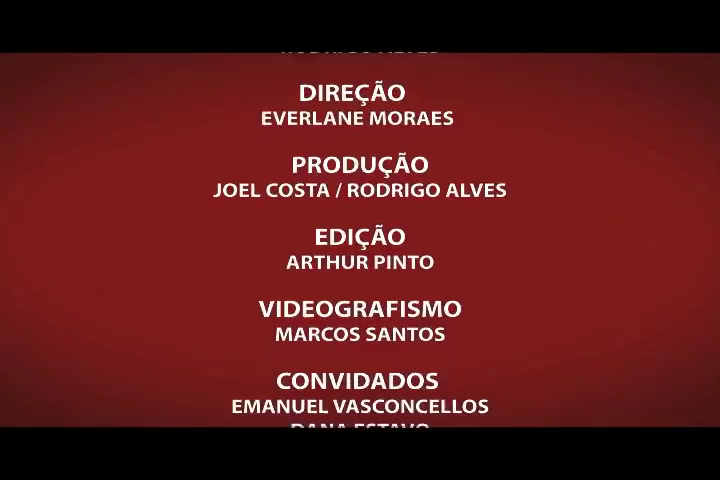 DIREÇÃO
EVERLANE MORAES
PRODUÇÃO
JOEL COSTA / RODRIGO ALVES
EDIÇÃO
ARTHUR PINTO
VIDEOGRAFISMO
MARCOS SANTOS
CONVIDADOS
EMANUEL VASCONCELLOS